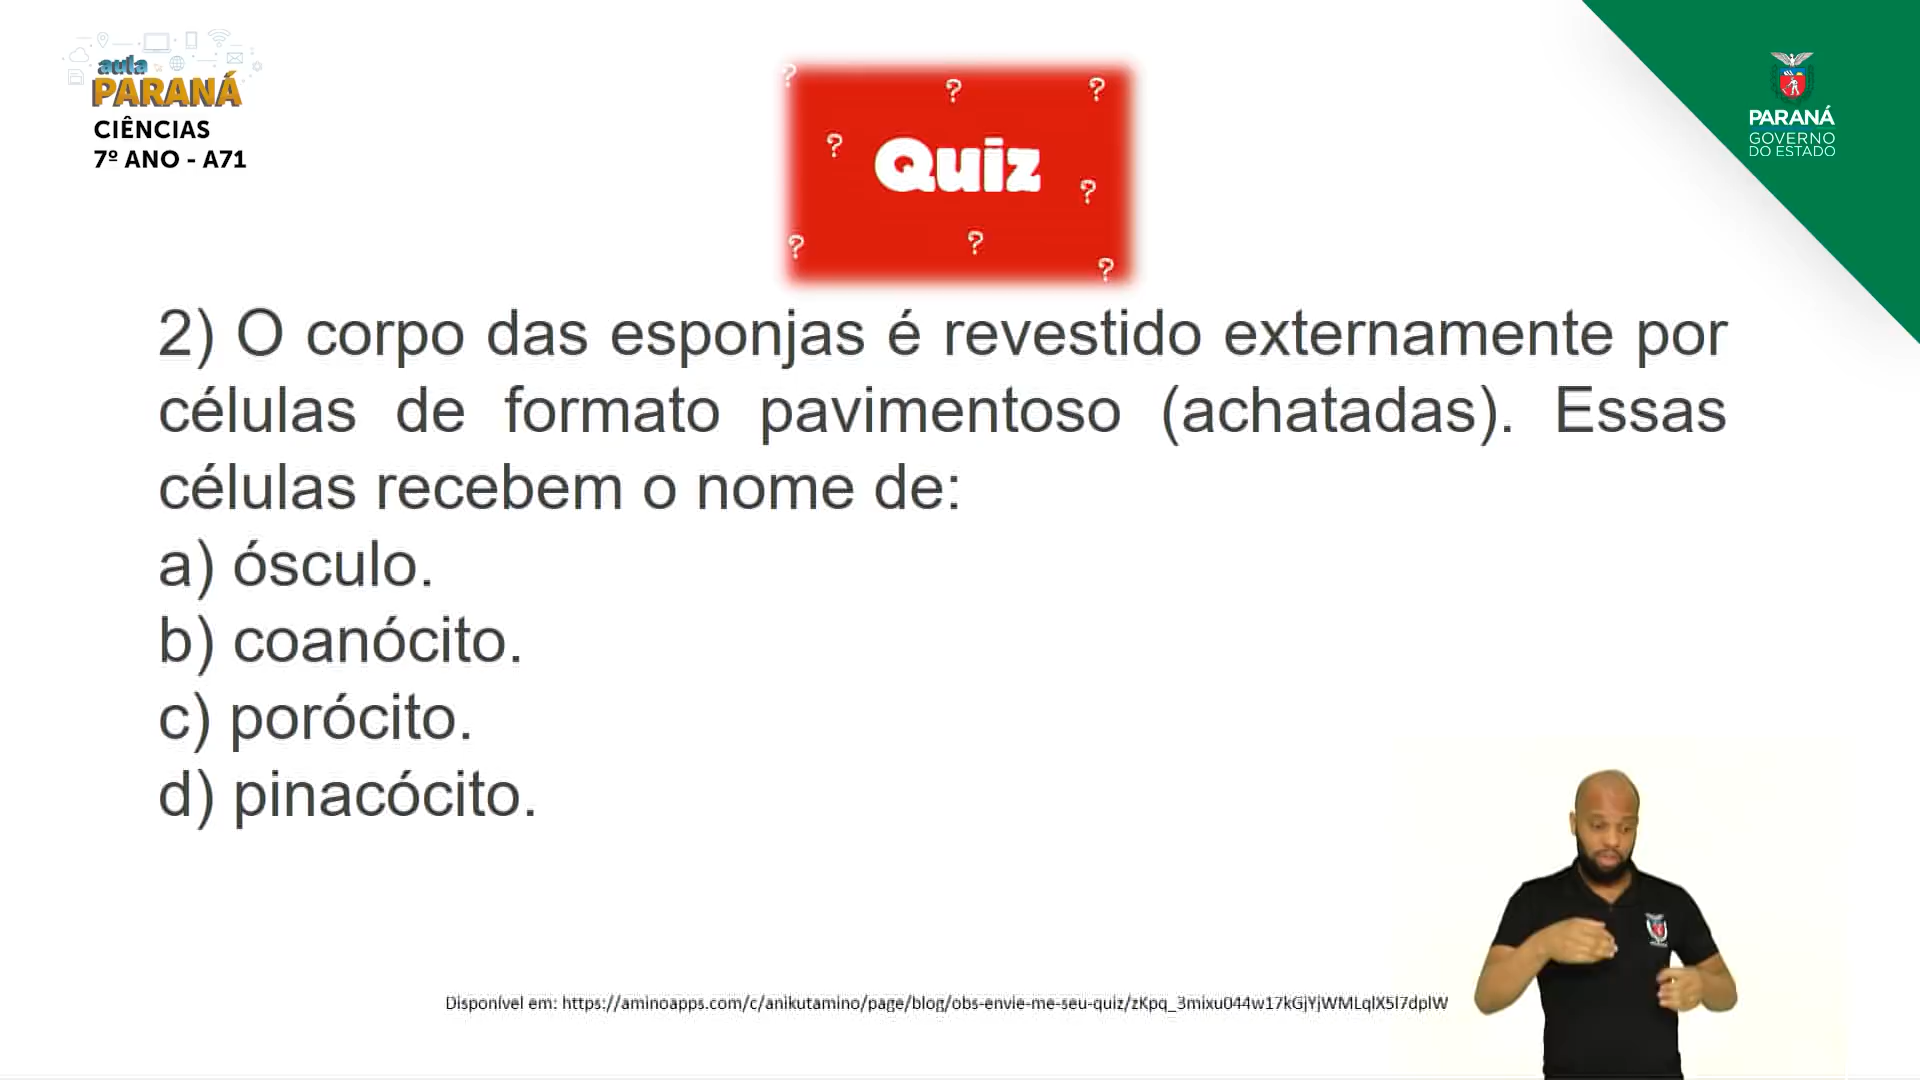 aula
PARANÁ
CIÊNCIAS
7º ANO - A71
Quiz
PARANÁ
GOVERNO
DO ESTADO
2) O corpo das esponjas é revestido externamente por
células de formato pavimentoso (achatadas). Essas
células recebem o nome de:
a) ósculo.
b) coanócito.
c) porócito.
d) pinacócito.
Disponível em: https://aminoapps.com/c/anikutamino/page/blog/obs-envie-me-seu-quiz/zKpq_3mixu044w17kGjYjWMLqlX5l7dplW